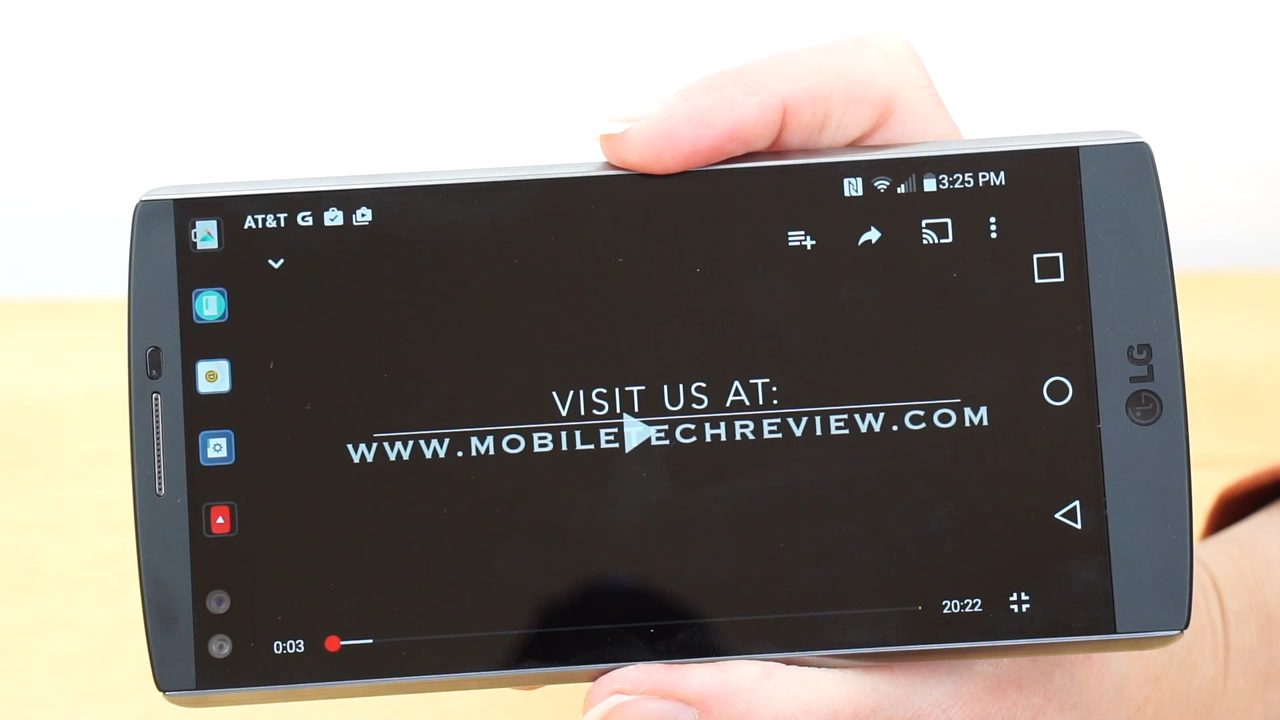 AT&T G
3:25 PM
VISIT US AT:
WWW.MOBILETECHREVIEW.COM
0:03
20:22
LG